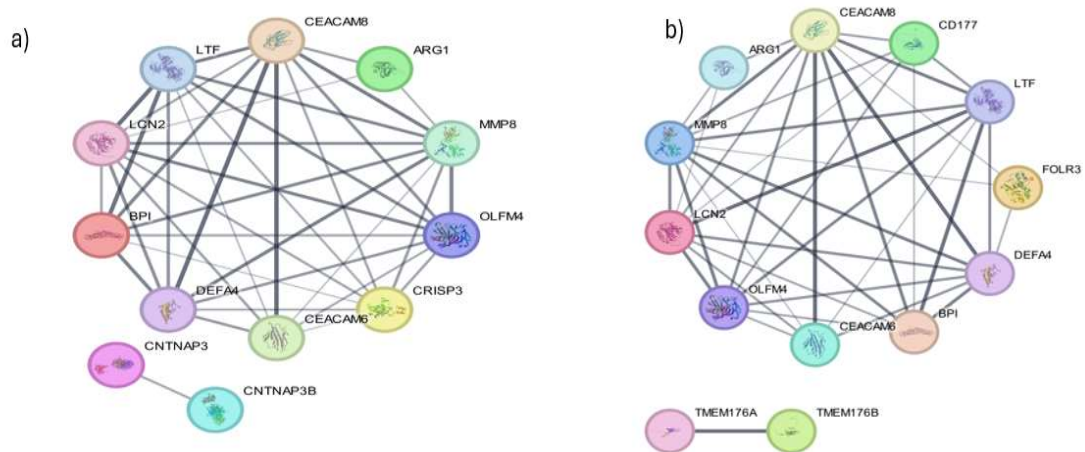 a)
CEACAM8
LTF
ARG1
LCN2
MMP8
BPI
OLFM4
DEFA4
CRISP3
CEACAM6
CNTNAP3
CNTNAP3B
b)
CEACAM8
CD177
ARG1
LTF
MMP8
FOLR3
LCN2
DEFA4
OLFM4
BPI
CEACAM6
TMEM176A
TMEM176B